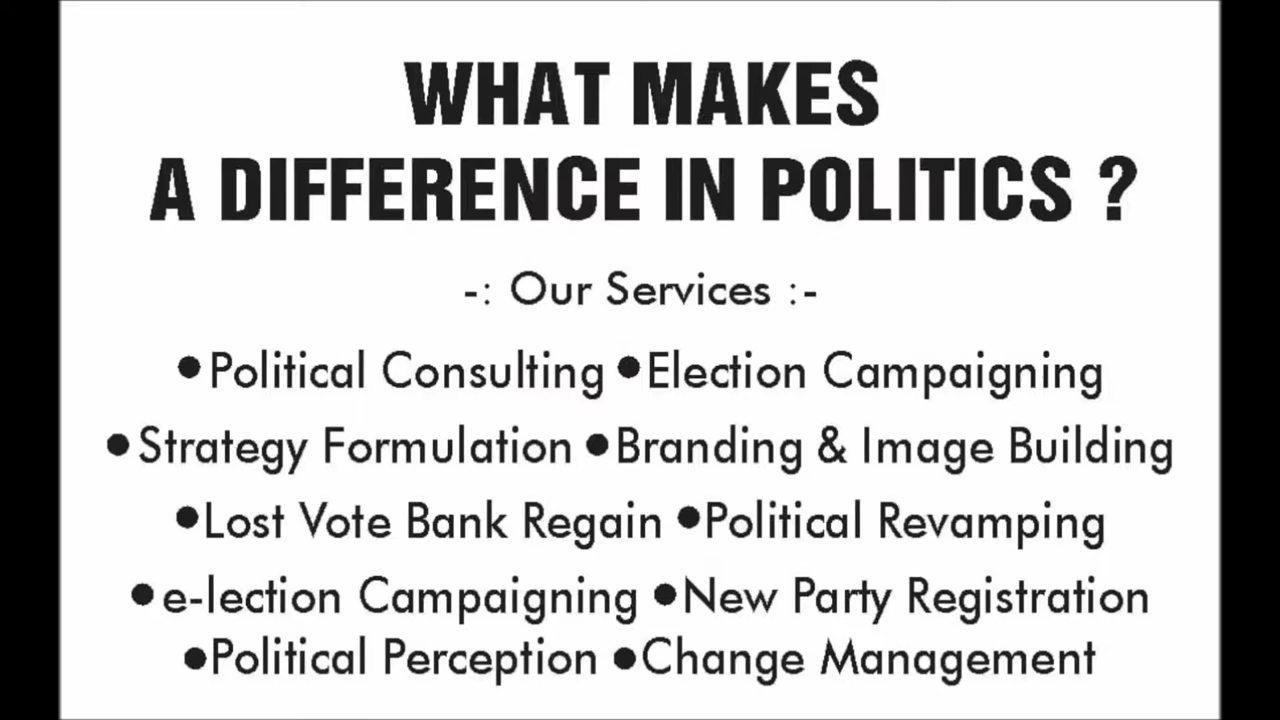 WHAT MAKES
A DIFFERENCE IN POLITICS ?
-: Our Services :-
•Political Consulting •Election Campaigning
•Strategy Formulation •Branding & Image Building
•Lost Vote Bank Regain •Political Revamping
•e-lection Campaigning •New Party Registration
•Political Perception •Change Management